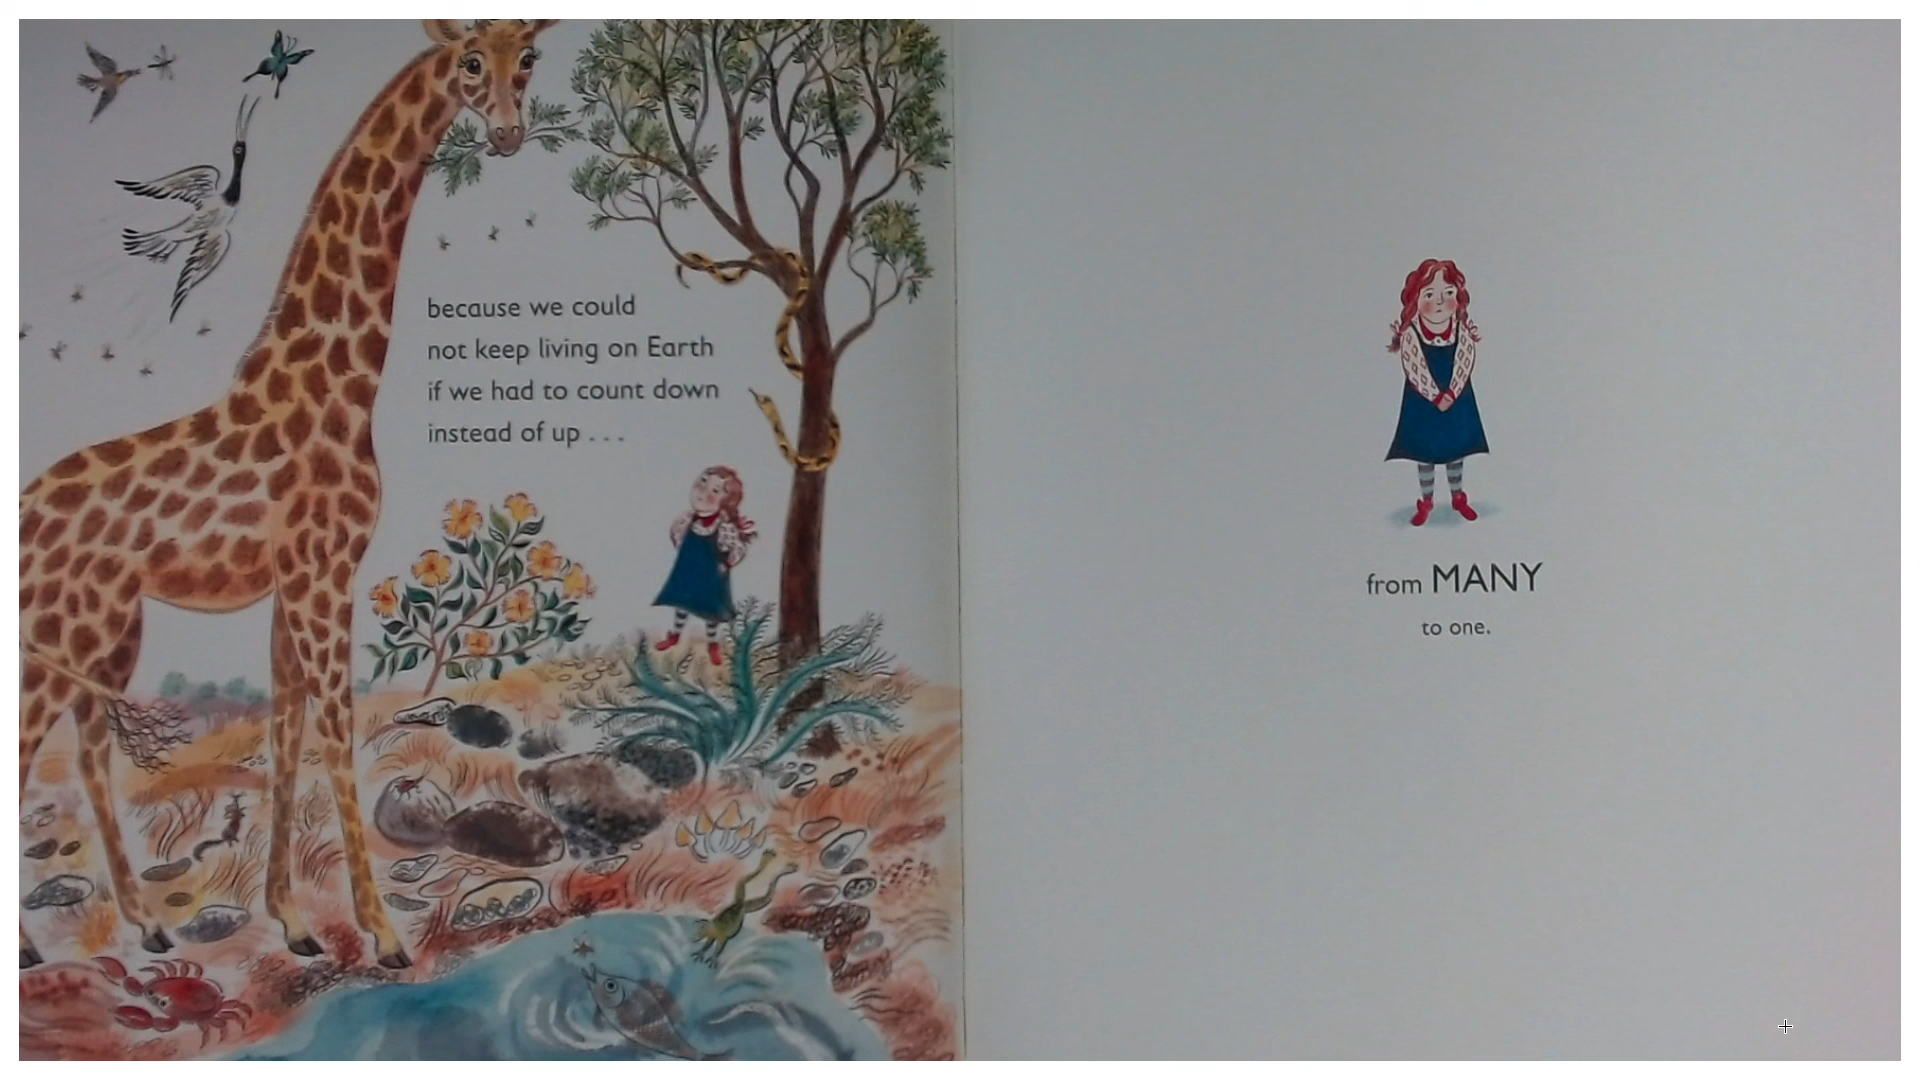 because we could
not keep living on Earth
if we had to count down
instead of up . . .
from MANY
to one.